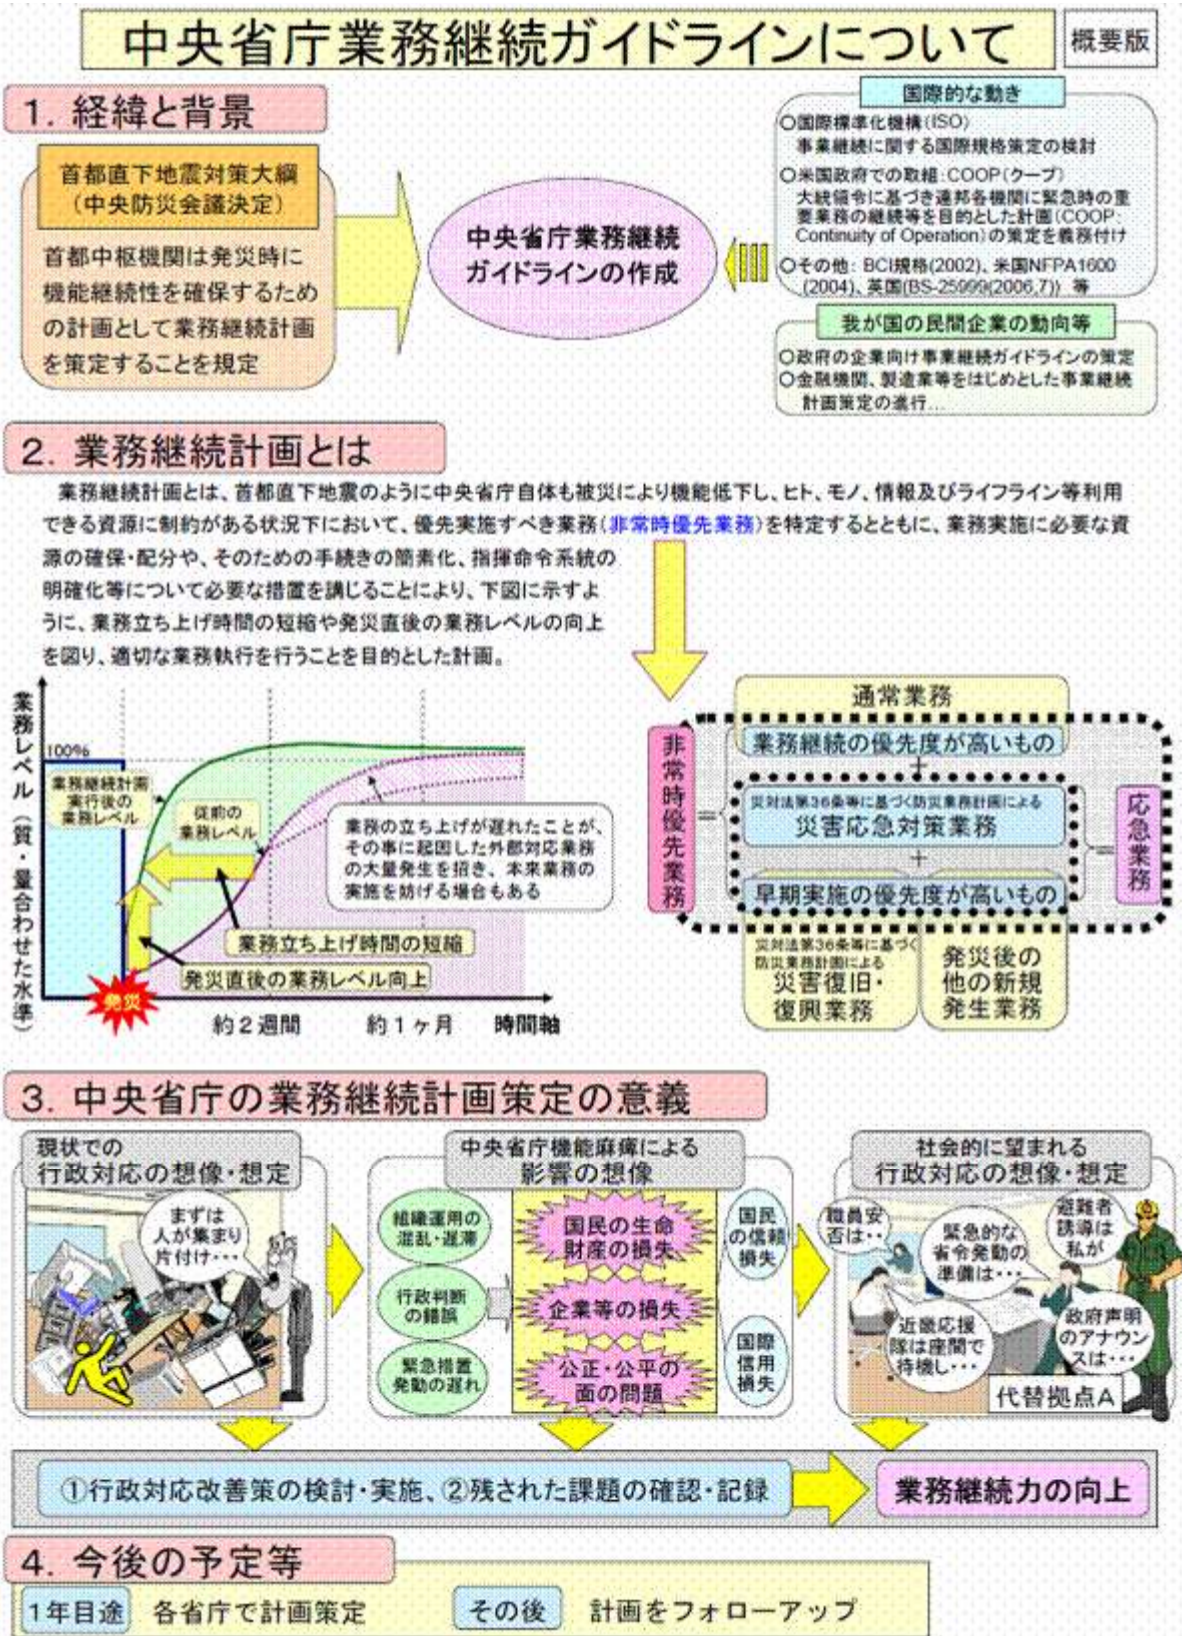 中央省庁業務継続ガイドラインについて
概要版
1. 経緯と背景
首都直下地震対策大綱
(中央防災会議決定)
首都中枢機関は発災時に
機能継続性を確保するため
の計画として業務継続計画
を策定することを規定
中央省庁業務継続
ガイドラインの作成
国際的な動き
○国際標準化機構(ISO)
事業継続に関する国際規格策定の検討
○米国政府での取組:COOP(クープ)
大統領令に基づき連邦各機関に緊急時の重
要業務の継続等を目的とした計画(COOP:
Continuity of Operation)の策定を義務付け
○その他: BCI規格(2002)、米国NFPA1600
(2004)、英国(BS-25999(2006,7)) 等
我が国の民間企業の動向等
○政府の企業向け事業継続ガイドラインの策定
○金融機関、製造業等をはじめとした事業継続
計画策定の進行…
2. 業務継続計画とは
業務継続計画とは、首都直下地震のように中央省庁自体も被災により機能低下し、ヒト、モノ、情報及びライフライン等利用
できる資源に制約がある状況下において、優先実施すべき業務(非常時優先業務)を特定するとともに、業務実施に必要な資
源の確保・配分や、そのための手続きの簡素化、指揮命令系統の
明確化等について必要な措置を講じることにより、下図に示すよ
うに、業務立ち上げ時間の短縮や発災直後の業務レベルの向上
を図り、適切な業務執行を行うことを目的とした計画。
業務レベル(質・量合わせた水準)
100%
業務継続計画
実行後の
業務レベル
従前の
業務レベル
業務の立ち上げが遅れたことが、
その事に起因した外部対応業務
の大量発生を招き、本来業務の
実施を妨げる場合もある
業務立ち上げ時間の短縮
発災直後の業務レベル向上
発災
約2週間
約1ヶ月
時間軸
通常業務
非常時優先業務
=
業務継続の優先度が高いもの
+
災対法第36条等に基づく防災業務計画による
災害応急対策業務
+
早期実施の優先度が高いもの
=
応急業務
災対法第36条等に基づく
防災業務計画による
災害復旧・
復興業務
発災後の
他の新規
発生業務
3. 中央省庁の業務継続計画策定の意義
現状での
行政対応の想像・想定
まずは
人が集まり
片付け・・・
中央省庁機能麻痺による
影響の想像
組織運用の
混乱・遅滞
行政判断
の錯誤
緊急措置
発動の遅れ
国民の生命
財産の損失
企業等の損失
公正・公平の
面の問題
国民
の信頼
損失
国際
信用
損失
社会的に望まれる
行政対応の想像・想定
職員安
否は・・
緊急的な
省令発動の
準備は・・・
避難者
誘導は
私が
近畿応援
隊は座間で
待機し・・・
政府声明
のアナウン
スは・・・
代替拠点A
①行政対応改善策の検討・実施、②残された課題の確認・記録
業務継続力の向上
4. 今後の予定等
1年目途
各省庁で計画策定
その後
計画をフォローアップ